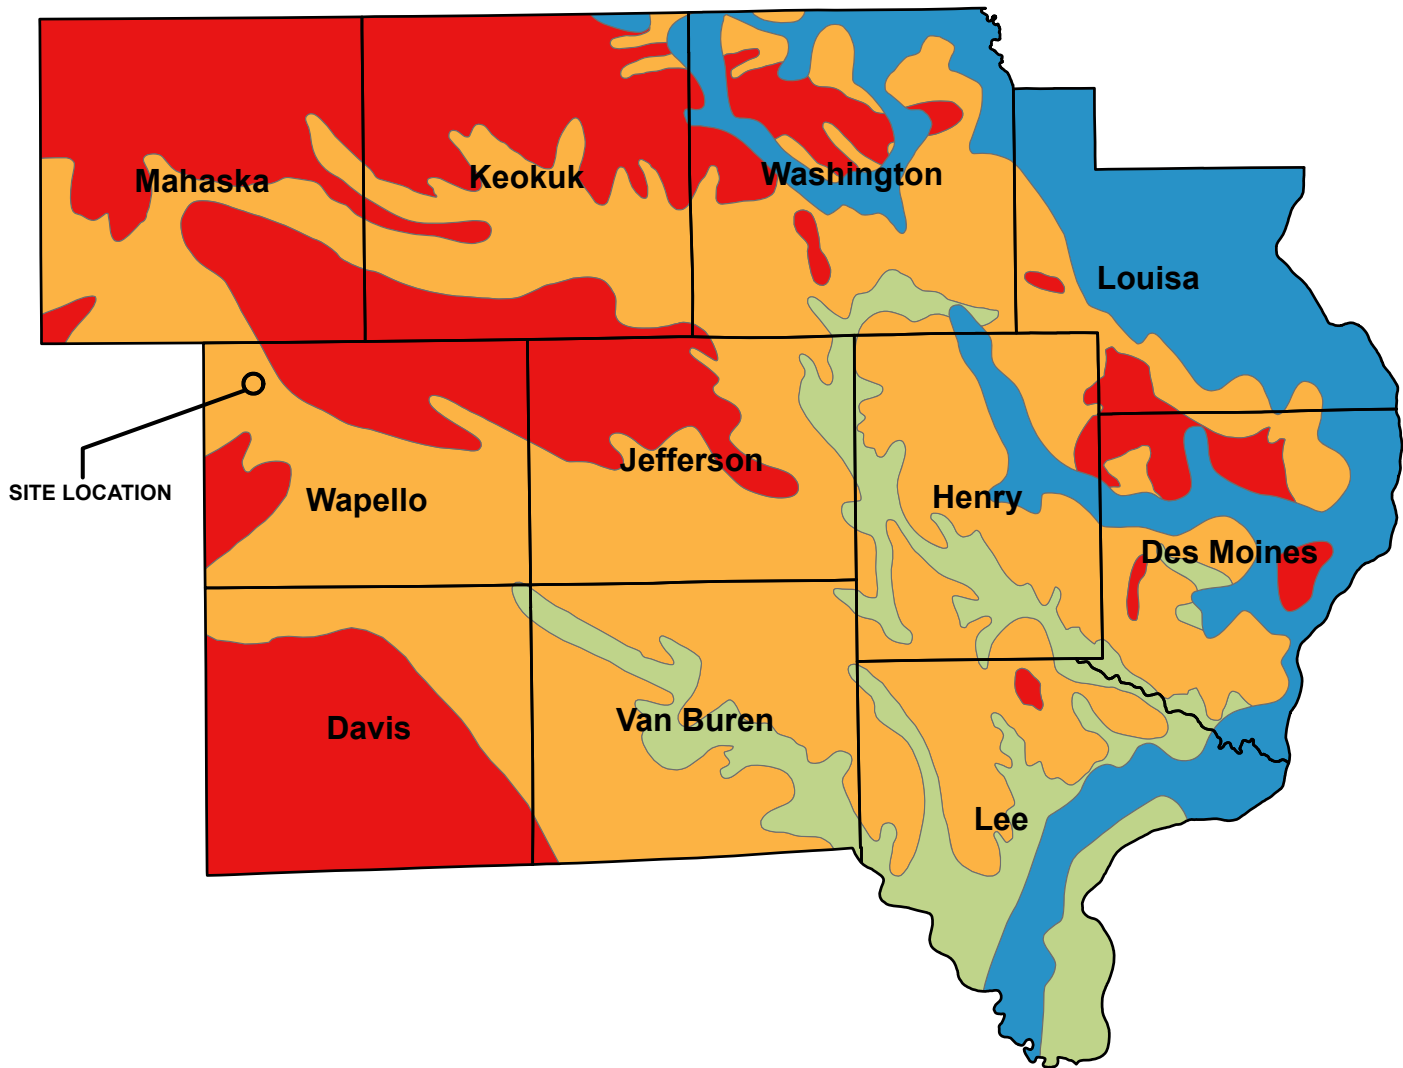 Mahaska
Keokuk
Washington
Louisa
SITE LOCATION
Wapello
Jefferson
Henry
Des Moines
Davis
Van Buren
Lee